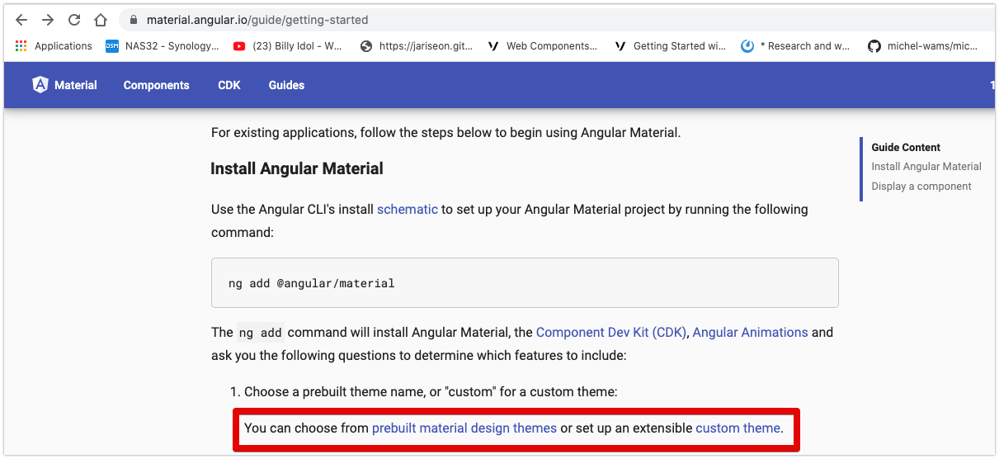 material.angular.io/guide/getting-started
Applications
NAS32 - Synology...
(23) Billy Idol - W...
https://jariseon.git...
Web Components...
Getting Started wi...
* Research and w...
michel-wams/mic...
Material
Components
CDK
Guides
1
For existing applications, follow the steps below to begin using Angular Material.
Guide Content
Install Angular Material
Display a component
Install Angular Material
Use the Angular CLI's install schematic to set up your Angular Material project by running the following
command:
ng add @angular/material
The ng add command will install Angular Material, the Component Dev Kit (CDK), Angular Animations and
ask you the following questions to determine which features to include:
1. Choose a prebuilt theme name, or "custom" for a custom theme:
You can choose from prebuilt material design themes or set up an extensible custom theme.